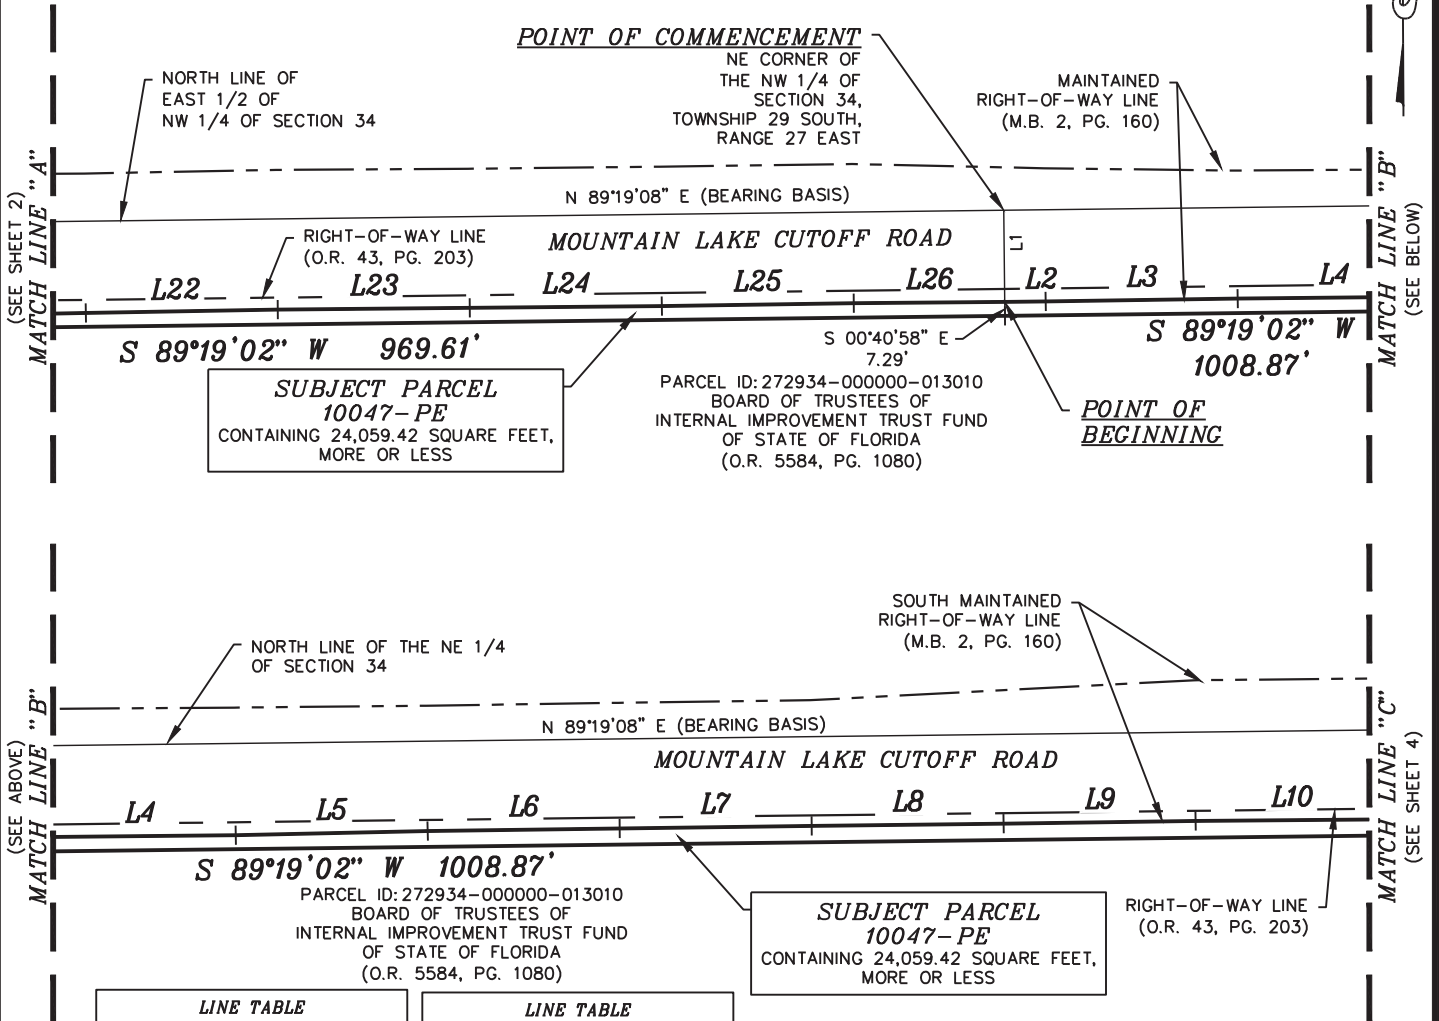 POINT OF COMMENCEMENT
NE CORNER OF
THE NW 1/4 OF
SECTION 34,
TOWNSHIP 29 SOUTH,
RANGE 27 EAST
NORTH LINE OF
EAST 1/2 OF
NW 1/4 OF SECTION 34
MAINTAINED
RIGHT-OF-WAY LINE
(M.B. 2, PG. 160)
(SEE SHEET 2)
MATCH LINE "A"
MATCH LINE "B"
(SEE BELOW)
N 89°19'08" E (BEARING BASIS)
RIGHT-OF-WAY LINE
(O.R. 43, PG. 203)
MOUNTAIN LAKE CUTOFF ROAD
L1
L22 L23 L24 L25 L26 L2 L3 L4
S 89°19'02" W 969.61'
S 00°40'58" E
7.29'
S 89°19'02" W
1008.87'
SUBJECT PARCEL
10047-PE
CONTAINING 24,059.42 SQUARE FEET,
MORE OR LESS
PARCEL ID: 272934-000000-013010
BOARD OF TRUSTEES OF
INTERNAL IMPROVEMENT TRUST FUND
OF STATE OF FLORIDA
(O.R. 5584, PG. 1080)
POINT OF
BEGINNING
SOUTH MAINTAINED
RIGHT-OF-WAY LINE
(M.B. 2, PG. 160)
NORTH LINE OF THE NE 1/4
OF SECTION 34
(SEE ABOVE)
MATCH LINE "B"
MATCH LINE "C"
(SEE SHEET 4)
N 89°19'08" E (BEARING BASIS)
MOUNTAIN LAKE CUTOFF ROAD
L4 L5 L6 L7 L8 L9 L10
S 89°19'02" W 1008.87'
PARCEL ID: 272934-000000-013010
BOARD OF TRUSTEES OF
INTERNAL IMPROVEMENT TRUST FUND
OF STATE OF FLORIDA
(O.R. 5584, PG. 1080)
SUBJECT PARCEL
10047-PE
CONTAINING 24,059.42 SQUARE FEET,
MORE OR LESS
RIGHT-OF-WAY LINE
(O.R. 43, PG. 203)
LINE TABLE
LINE TABLE